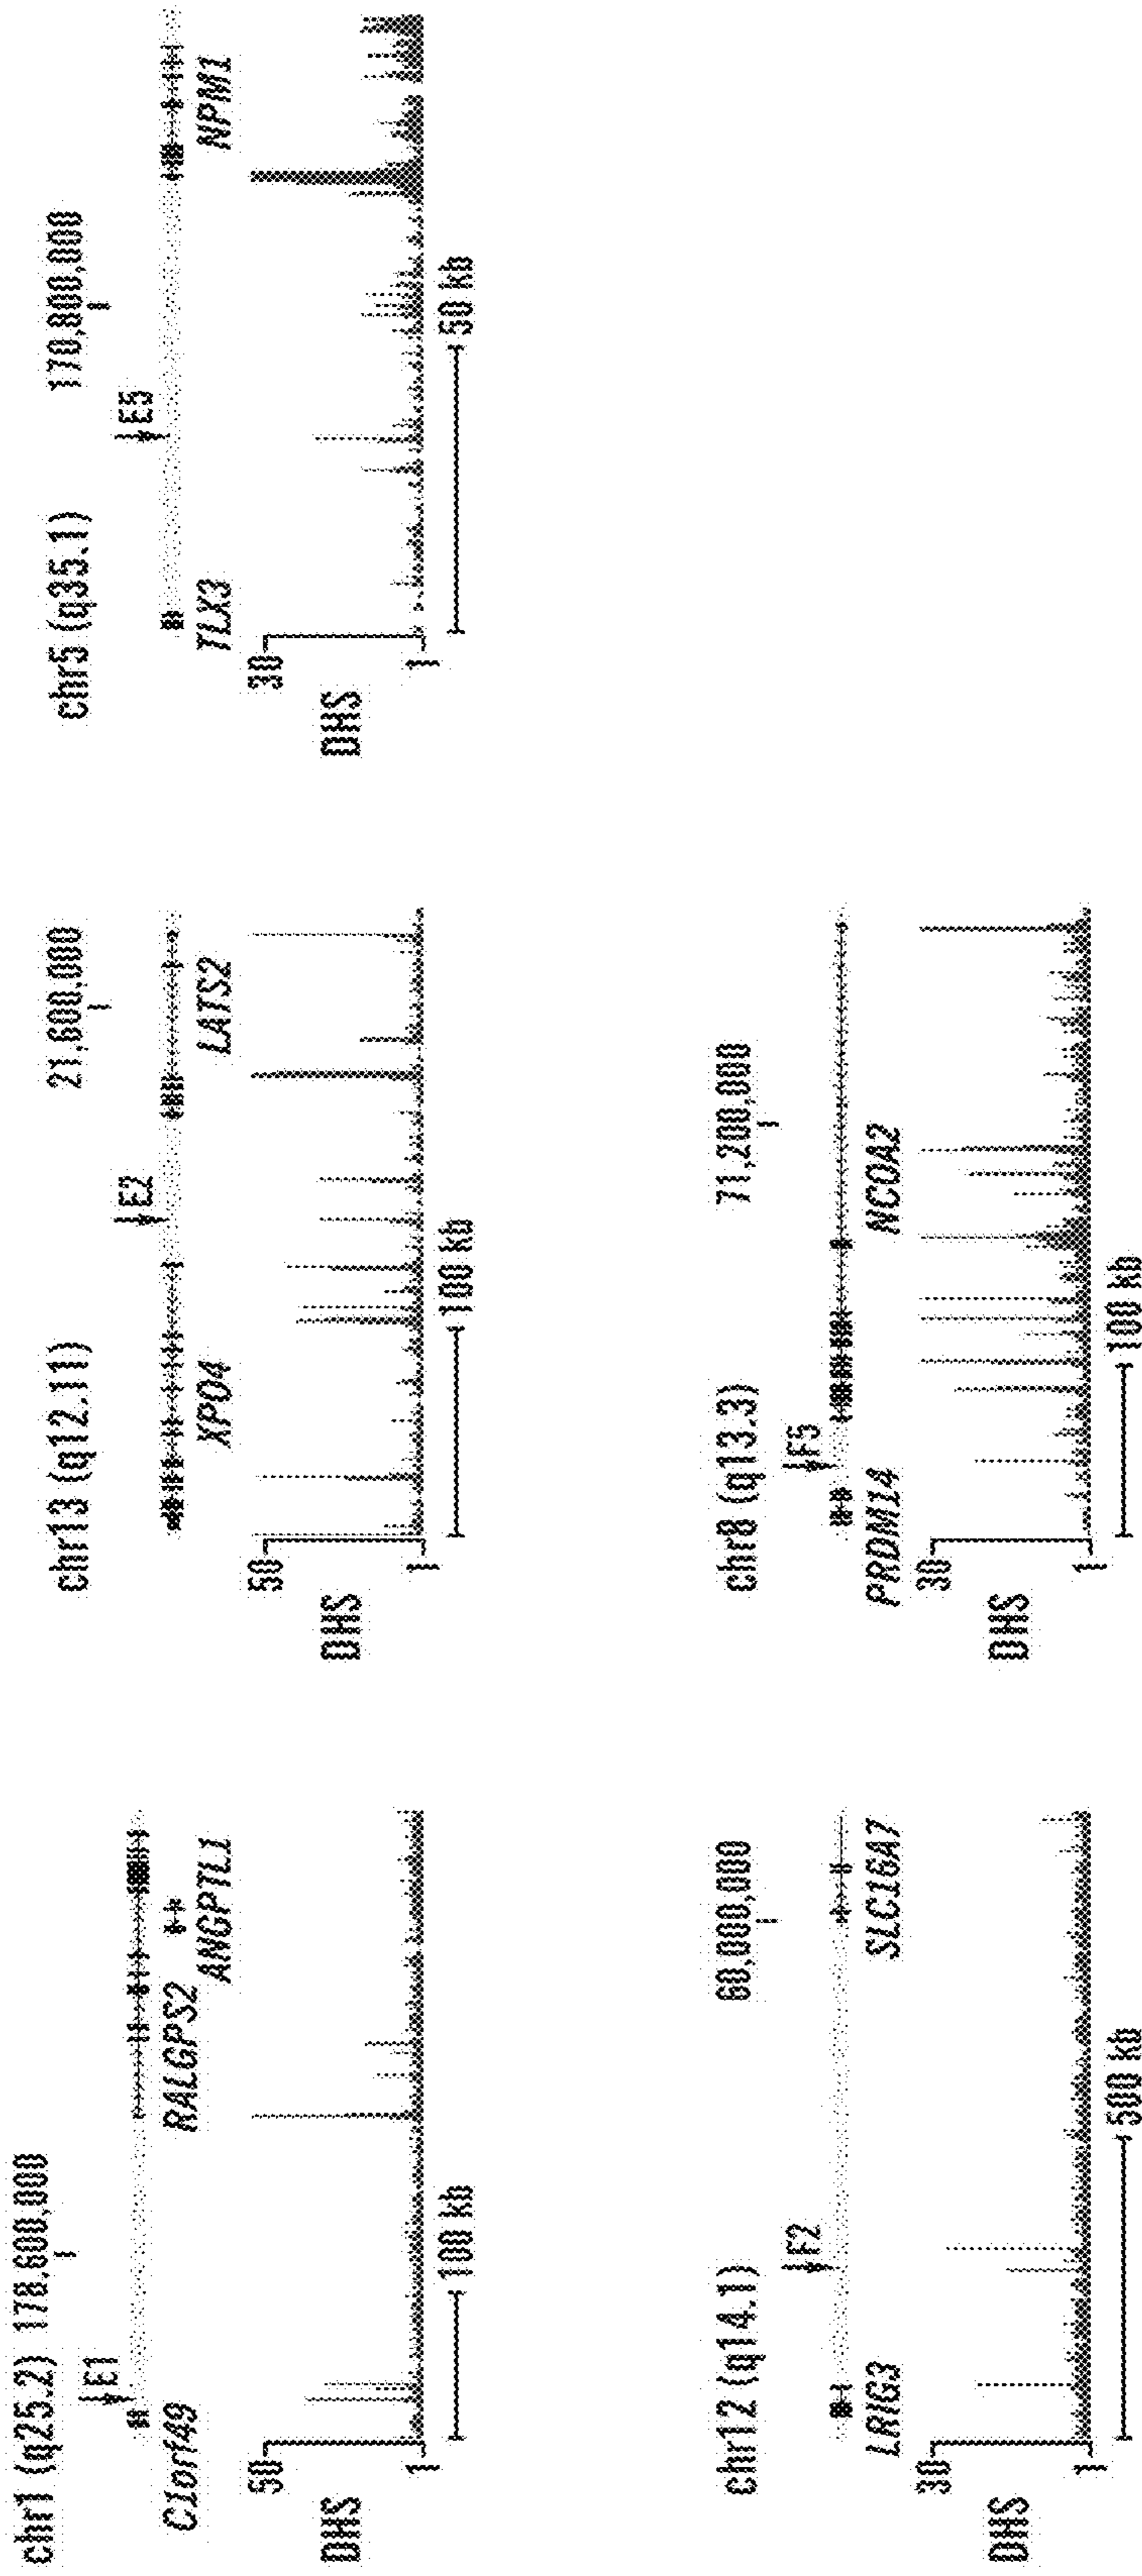 chr1 (q25.2) 178,600,000
E1
C1orf49
RALGPS2
ANGPTL1
50
DHS
1
100 kb
chr13 (q12.11)
21,600,000
E2
XPO4
LATS2
50
DHS
1
100 kb
chr5 (q35.1)
170,800,000
E5
TLX3
NPM1
30
DHS
1
50 kb
chr12 (q14.1)
60,000,000
F2
LRIG3
SLC16A7
30
DHS
1
500 kb
chr8 (q13.3)
71,200,000
F5
PRDM14
NCOA2
30
DHS
1
100 kb